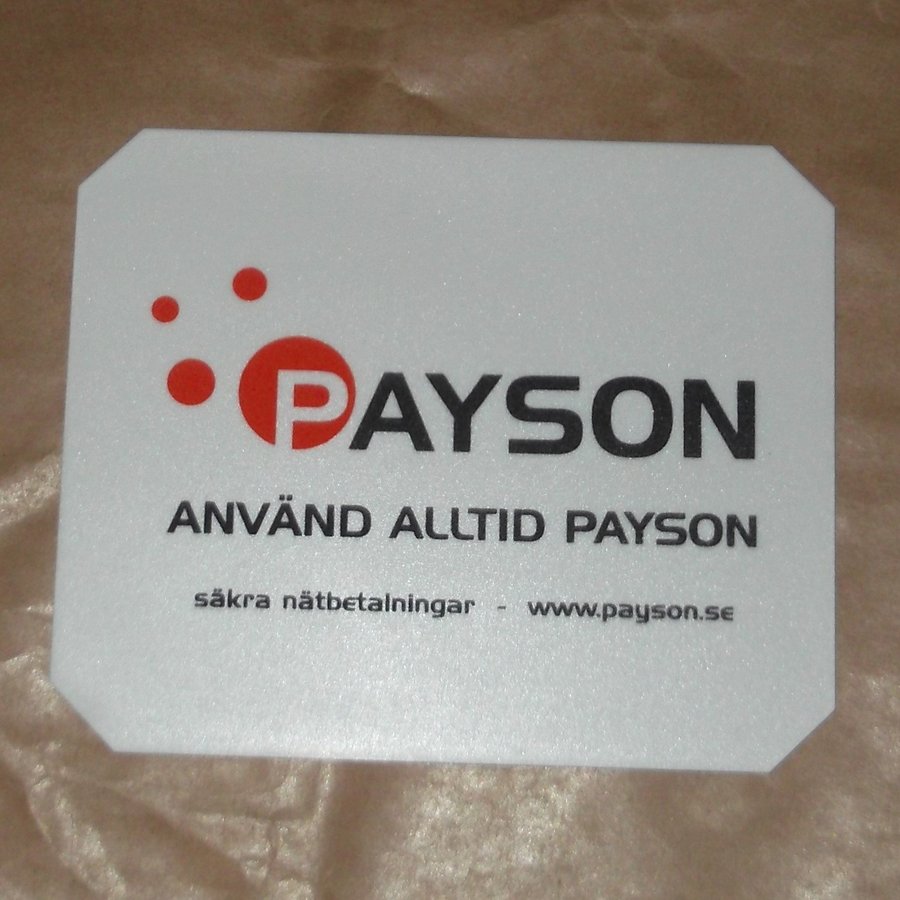 PAYSON
ANVÄND ALLTID PAYSON
säkra nätbetalningar - www.payson.se